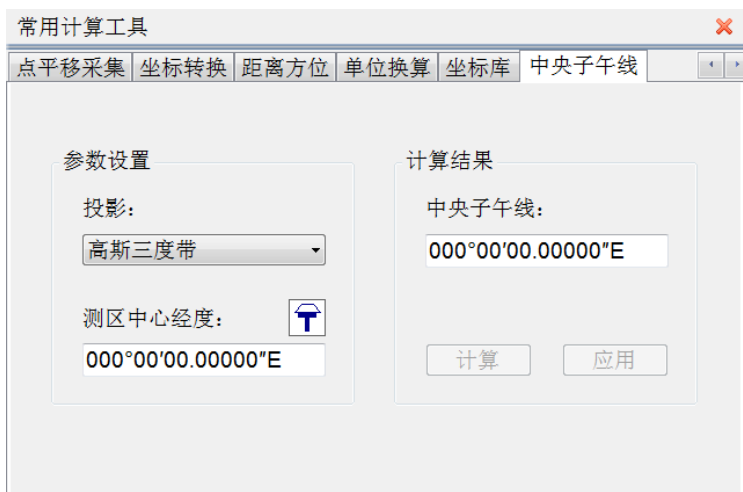 常用计算工具
点平移采集 坐标转换 距离方位 单位换算 坐标库 中央子午线
参数设置
投影：
高斯三度带
测区中心经度：
000°00′00.00000″E
计算结果
中央子午线：
000°00′00.00000″E
计算 应用